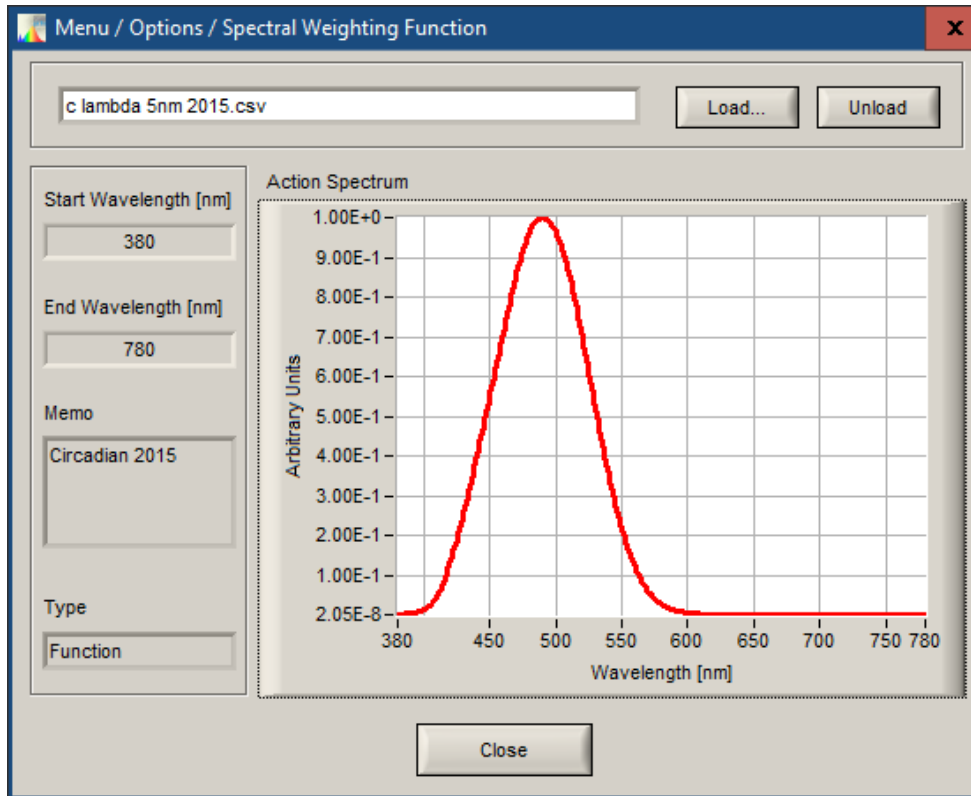 Menu / Options / Spectral Weighting Function
X
c lambda 5nm 2015.csv
Load...
Unload
Start Wavelength [nm]
380
End Wavelength [nm]
780
Memo
Circadian 2015
Type
Function
Action Spectrum
Arbitrary Units
1.00E+0
9.00E-1
8.00E-1
7.00E-1
6.00E-1
5.00E-1
4.00E-1
3.00E-1
2.00E-1
1.00E-1
2.05E-8
380 450 500 550 600 650 700 750 780
Wavelength [nm]
Close